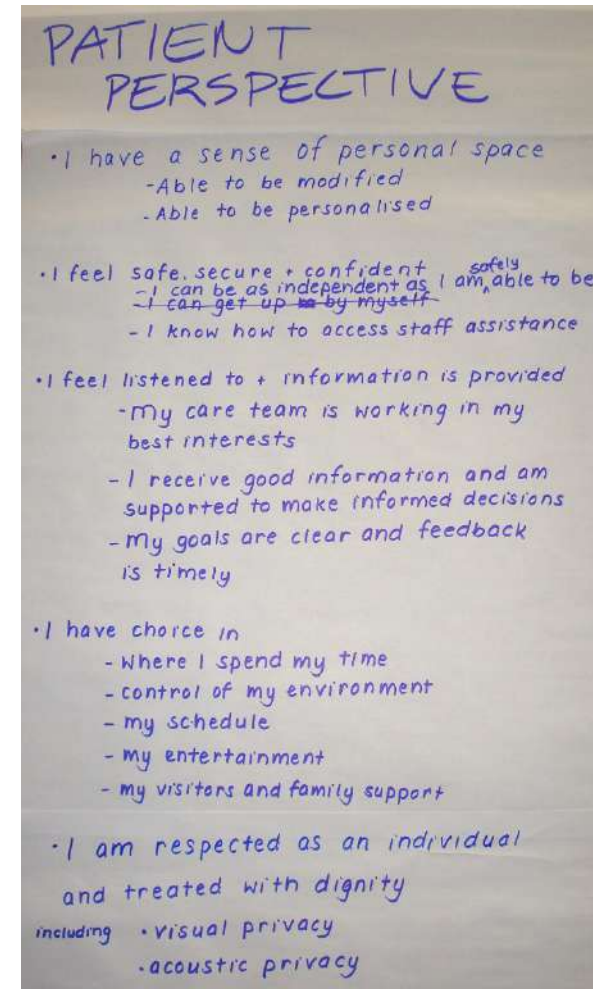 PATIENT
PERSPECTIVE
• I have a sense of personal space
- Able to be modified
- Able to be personalised
• I feel safe, secure + confident
- I can be as independent as I am safely able to be
- I can get up by myself
- I know how to access staff assistance
• I feel listened to + information is provided
- My care team is working in my
best interests
- I receive good information and am
supported to make informed decisions
- My goals are clear and feedback
is timely
• I have choice in
- Where I spend my time
- control of my environment
- my schedule
- my entertainment
- my visitors and family support
• I am respected as an individual
and treated with dignity
including • visual privacy
• acoustic privacy